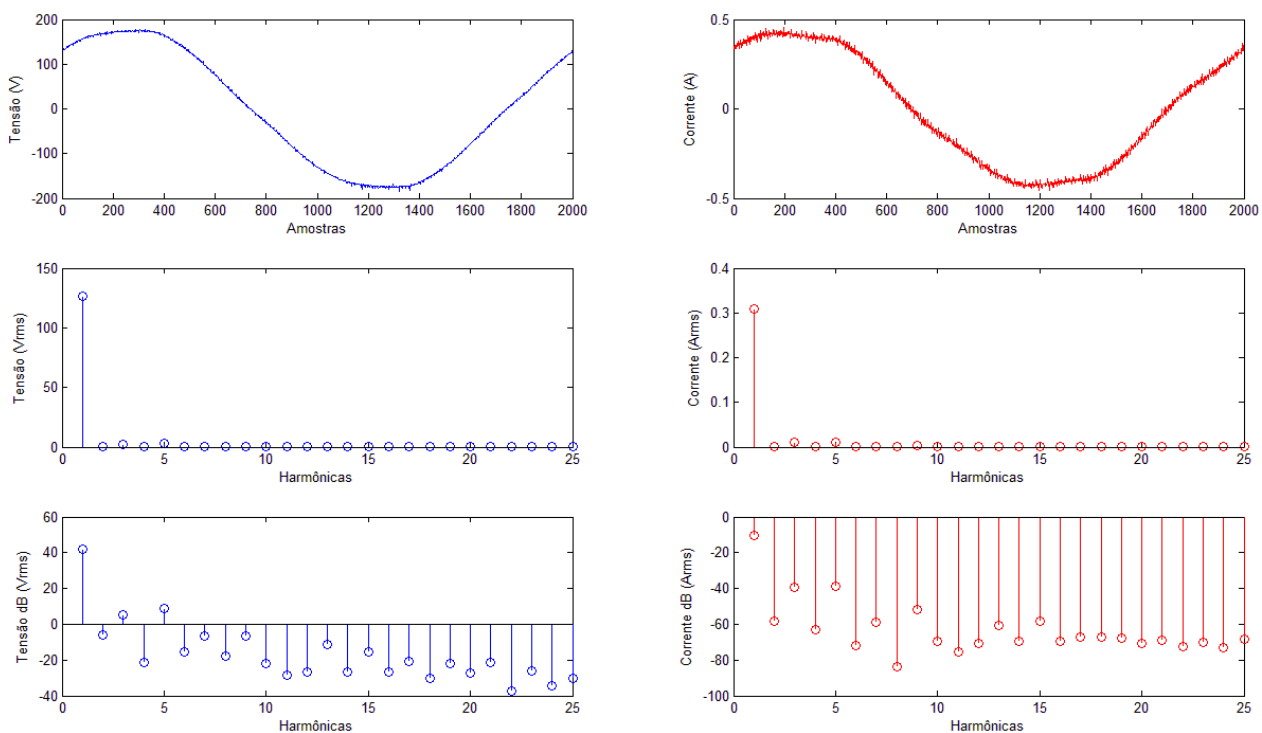 200
100
0
-100
-200
Tensão (V)
0 200 400 600 800 1000 1200 1400 1600 1800 2000
Amostras
0.5
0
-0.5
Corrente (A)
0 200 400 600 800 1000 1200 1400 1600 1800 2000
Amostras
150
100
50
0
Tensão (Vrms)
0 5 10 15 20 25
Harmônicas
0.4
0.3
0.2
0.1
0
Corrente (Arms)
0 5 10 15 20 25
Harmônicas
60
40
20
0
-20
-40
Tensão dB (Vrms)
0 5 10 15 20 25
Harmônicas
0
-20
-40
-60
-80
-100
Corrente dB (Arms)
0 5 10 15 20 25
Harmônicas